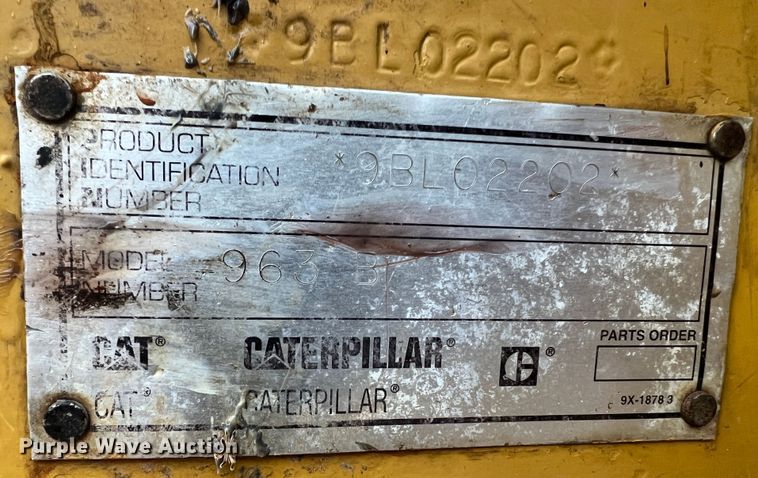 *9BL02202*
PRODUCT
IDENTIFICATION
NUMBER
*9BL02202*
MODEL
NUMBER
963 B
CAT® CATERPILLAR® ®
PARTS ORDER
CAT® CATERPILLAR®
9X-1878 3
Purple Wave Auction